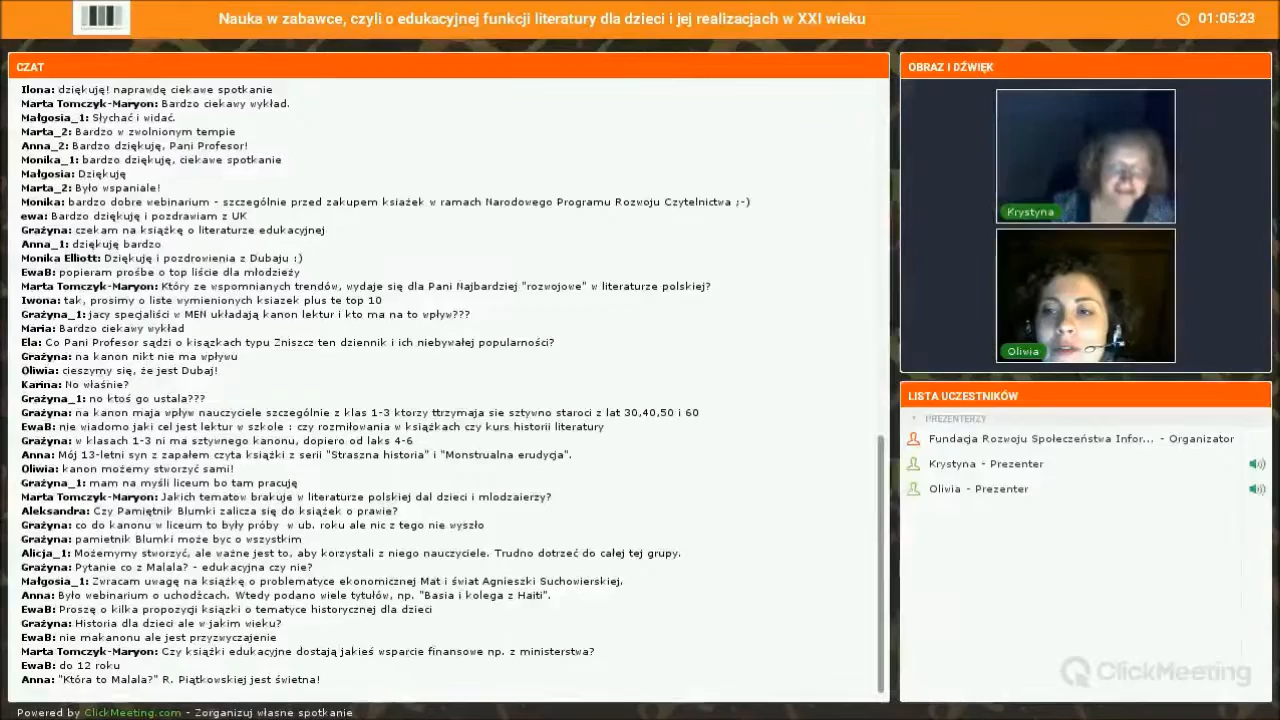 Nauka w zabawce, czyli o edukacyjnej funkcji literatury dla dzieci i jej realizacjach w XXI wieku
01:05:23
CZAT
Ilona: dziękuję! naprawdę ciekawe spotkanie
Marta Tomczyk-Maryon: Bardzo ciekawy wykład.
Małgosia_1: Słychać i widać.
Marta_2: Bardzo w zwolnionym tempie
Anna_2: Bardzo dziękuję, Pani Profesor!
Monika_1: bardzo dziękuję, ciekawe spotkanie
Małgosia: Dziękuję
Marta_2: Było wspaniale!
Monika: bardzo dobre webinarium - szczególnie przed zakupem ksiażek w ramach Narodowego Programu Rozwoju Czytelnictwa ;-)
ewa: Bardzo dziękuję i pozdrawiam z UK
Grażyna: czekam na książkę o literaturze edukacyjnej
Anna_1: dziękuję bardzo
Monika Elliott: Dziękuję i pozdrowienia z Dubaju :)
EwaB: popieram prośbe o top liście dla młodzieży
Marta Tomczyk-Maryon: Który ze wspomnianych trendów, wydaje się dla Pani Najbardziej "rozwojowe" w literaturze polskiej?
Iwona: tak, prosimy o liste wymienionych ksiazek plus te top 10
Grażyna_1: jacy specjaliści w MEN układają kanon lektur i kto ma na to wpływ???
Maria: Bardzo ciekawy wykład
Ela: Co Pani Profesor sądzi o kisązkach typu Zniszcz ten dziennik i ich niebywałej popularności?
Grażyna: na kanon nikt nie ma wpływu
Oliwia: cieszymy się, że jest Dubaj!
Karina: No właśnie?
Grażyna_1: no ktoś go ustala???
Grażyna: na kanon maja wpływ nauczyciele szczególnie z klas 1-3 ktorzy ttrzymaja sie sztywno staroci z lat 30,40,50 i 60
EwaB: nie wiadomo jaki cel jest lektur w szkole : czy rozmiłowania w książkach czy kurs historii literatury
Grażyna: w klasach 1-3 ni ma sztywnego kanonu, dopiero od laks 4-6
Anna: Mój 13-letni syn z zapałem czyta książki z serii "Straszna historia" i "Monstrualna erudycja".
Oliwia: kanon możemy stworzyć sami!
Grażyna_1: mam na myśli liceum bo tam pracuję
Marta Tomczyk-Maryon: Jakich tematow brakuje w literaturze polskiej dal dzieci i mlodzaierzy?
Aleksandra: Czy Pamiętnik Blumki zalicza się do książek o prawie?
Grażyna: co do kanonu w liceum to były próby w ub. roku ale nic z tego nie wyszło
Grażyna: pamietnik Blumki może byc o wszystkim
Alicja_1: Możemymy stworzyć, ale ważne jest to, aby korzystali z niego nauczyciele. Trudno dotrzeć do całej tej grupy.
Grażyna: Pytanie co z Malala? - edukacyjna czy nie?
Małgosia_1: Zwracam uwagę na książkę o problematyce ekonomicznej Mat i świat Agnieszki Suchowierskiej.
Anna: Było webinarium o uchodźcach. Wtedy podano wiele tytułów, np. "Basia i kolega z Haiti".
EwaB: Proszę o kilka propozycji ksiązki o tematyce historycznej dla dzieci
Grażyna: Historia dla dzieci ale w jakim wieku?
EwaB: nie makanonu ale jest przyzwyczajenie
Marta Tomczyk-Maryon: Czy książki edukacyjne dostają jakieś wsparcie finansowe np. z ministerstwa?
EwaB: do 12 roku
Anna: "Która to Malala?" R. Piątkowskiej jest świetna!
Powered by ClickMeeting.com - Zorganizuj własne spotkanie
OBRAZ I DŹWIĘK
Krystyna
Oliwia
LISTA UCZESTNIKÓW
PREZENTERZY
Fundacja Rozwoju Społeczeństwa Infor... - Organizator
Krystyna - Prezenter
Oliwia - Prezenter
ClickMeeting